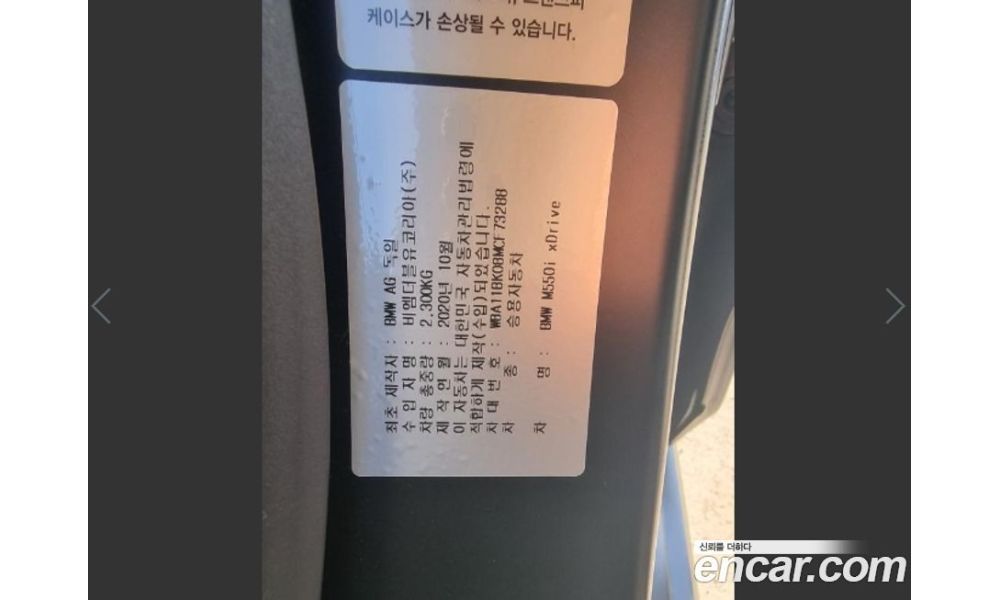 케이스가 손상될 수 있습니다.
최초 제작자 : BMW AG 독일
수 입 자 명 : 비엠더블유코리아(주)
차량 총중량 : 2,300KG
제 작 연 월 : 2020년 10월
이 자동차는 대한민국 자동차관리법령에
적합하게 제작(수입)되었습니다.
차 대 번 호 : WBA11BK08MCF73288
차 종 : 승용자동차
차 명 : BMW M550i xDrive
신뢰를 더하다
encar.com